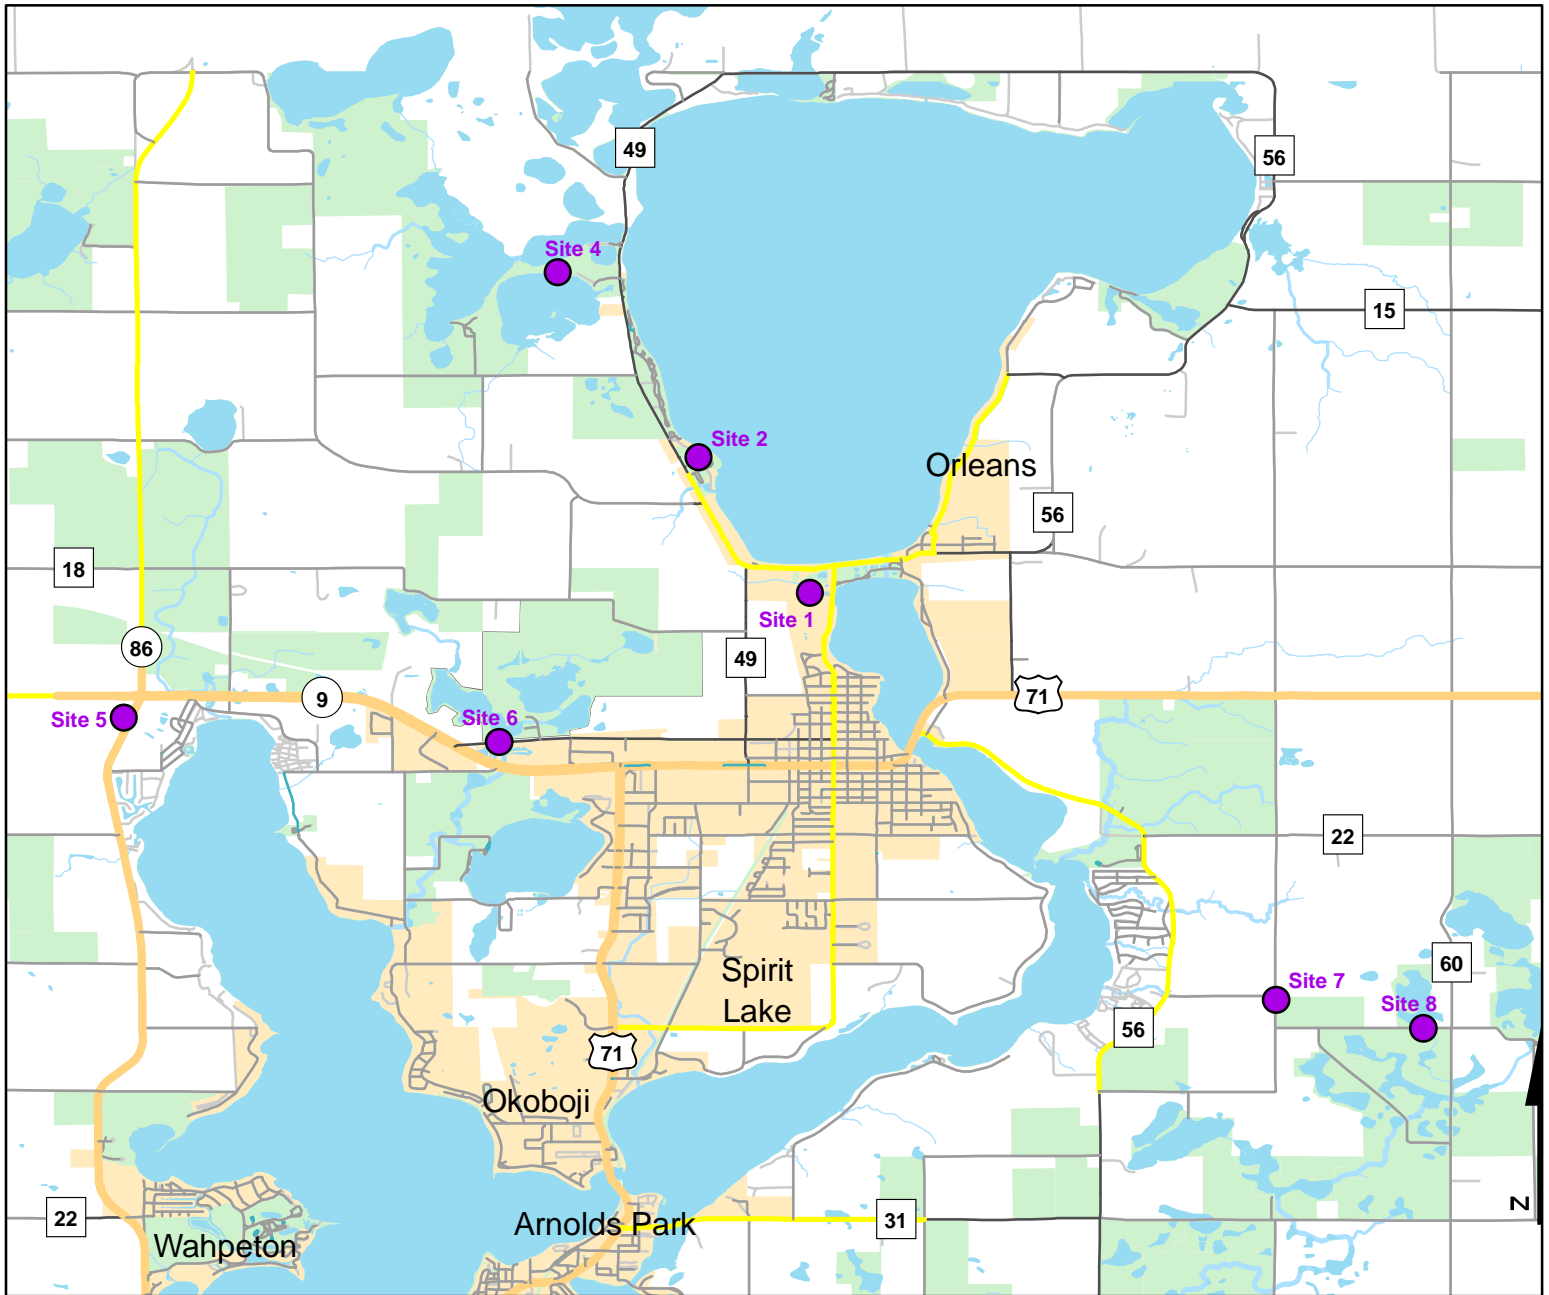 49
56
Site 4
15
Site 2
Orleans
56
18
Site 1
86
49
9
71
Site 5
Site 6
22
Spirit
Lake
60
Site 7
Site 8
56
71
Okoboji
Z
22
31
Arnolds Park
Wahpeton